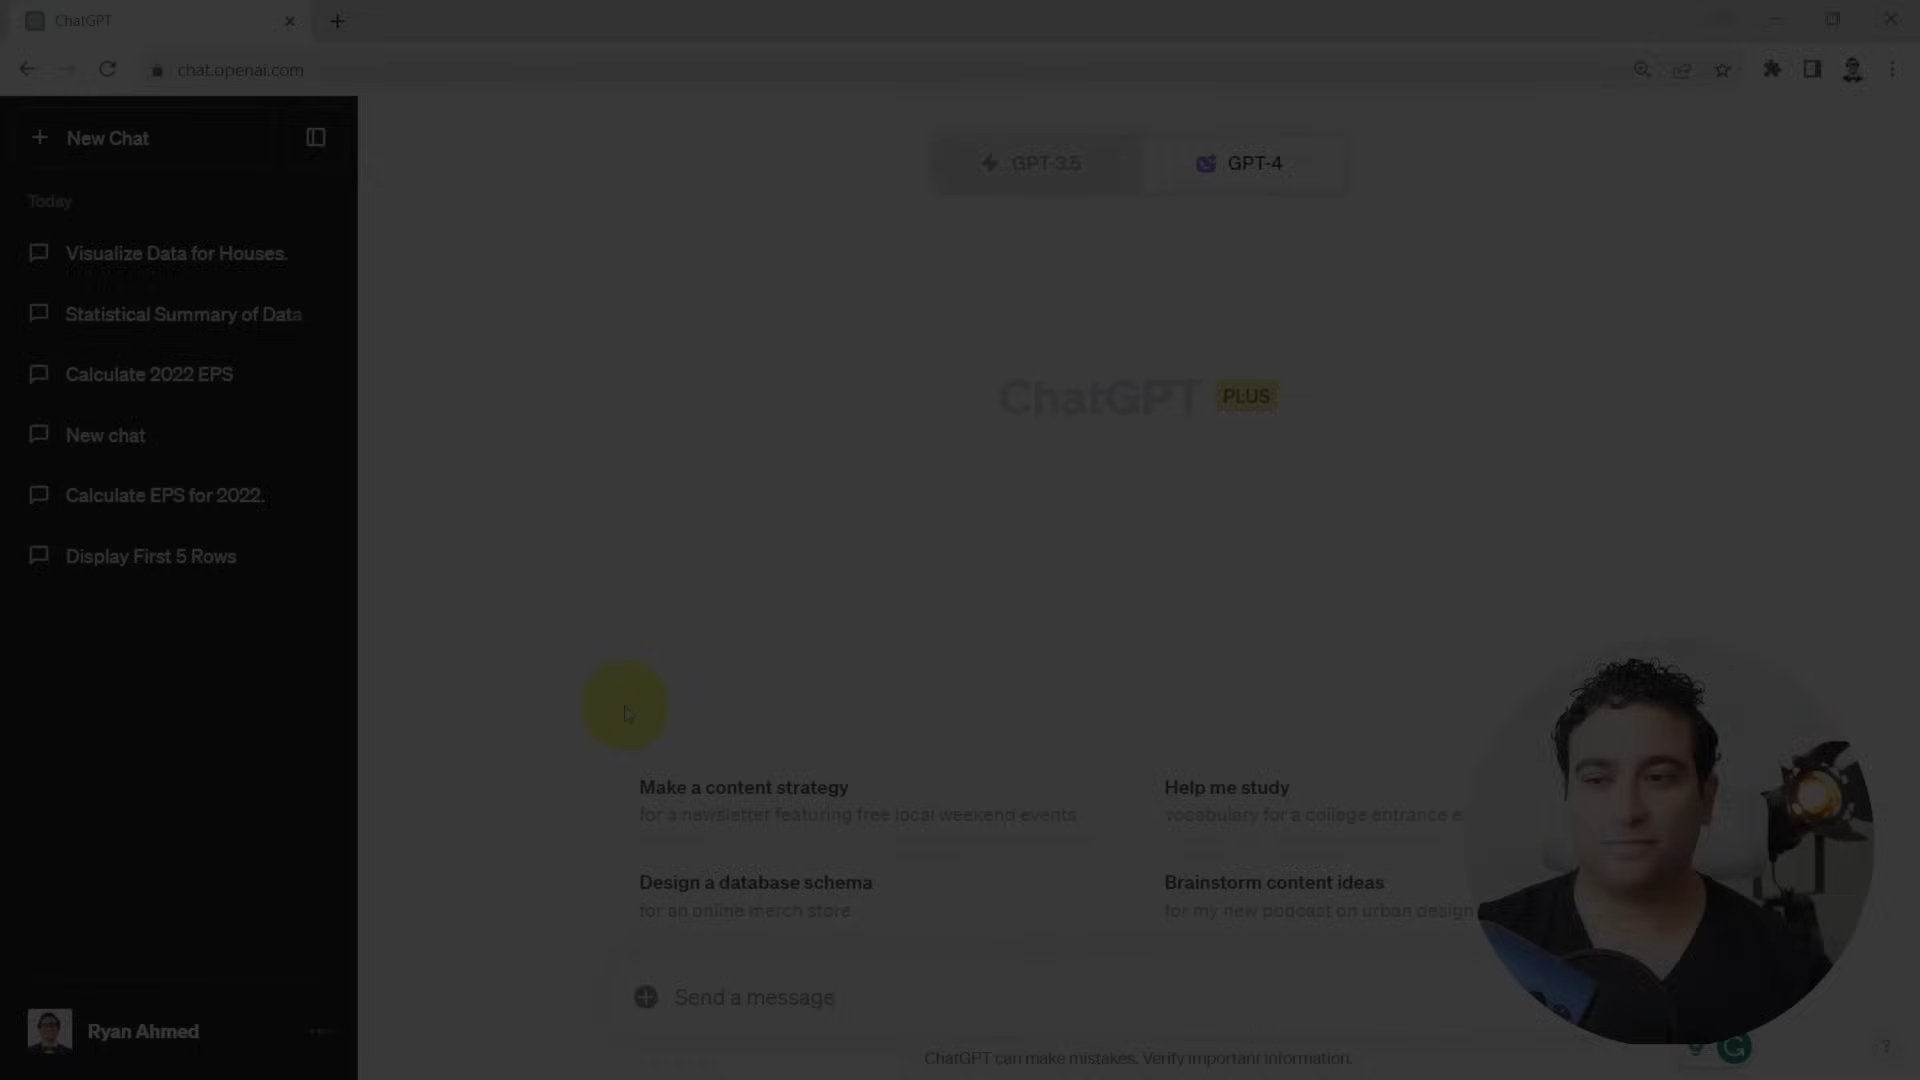 ChatGPT
chat.openai.com
New Chat
GPT-3.5
GPT-4
Today
Visualize Data for Houses.
Statistical Summary of Data
Calculate 2022 EPS
New chat
Calculate EPS for 2022.
Display First 5 Rows
ChatGPT PLUS
Make a content strategy
for a newsletter featuring free local weekend events
Help me study
vocabulary for a college entrance
Design a database schema
for an online merch store
Brainstorm content ideas
for my new podcast on urban design
Send a message
Ryan Ahmed
ChatGPT can make mistakes. Verify important information.
?